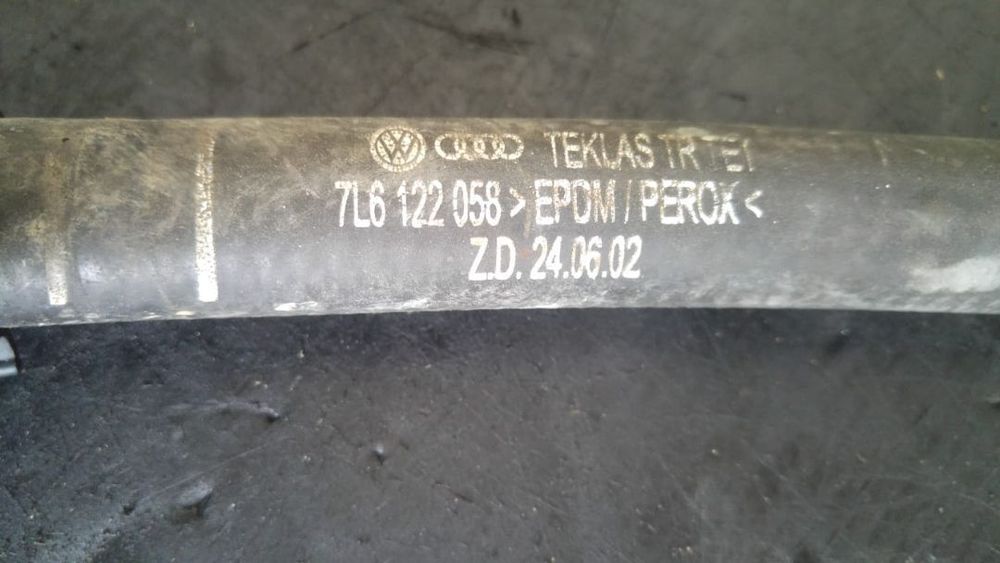 TEKLAS TR TE1
7L6 122 058 > EPDM / PEROX <
Z.D. 24.06.02